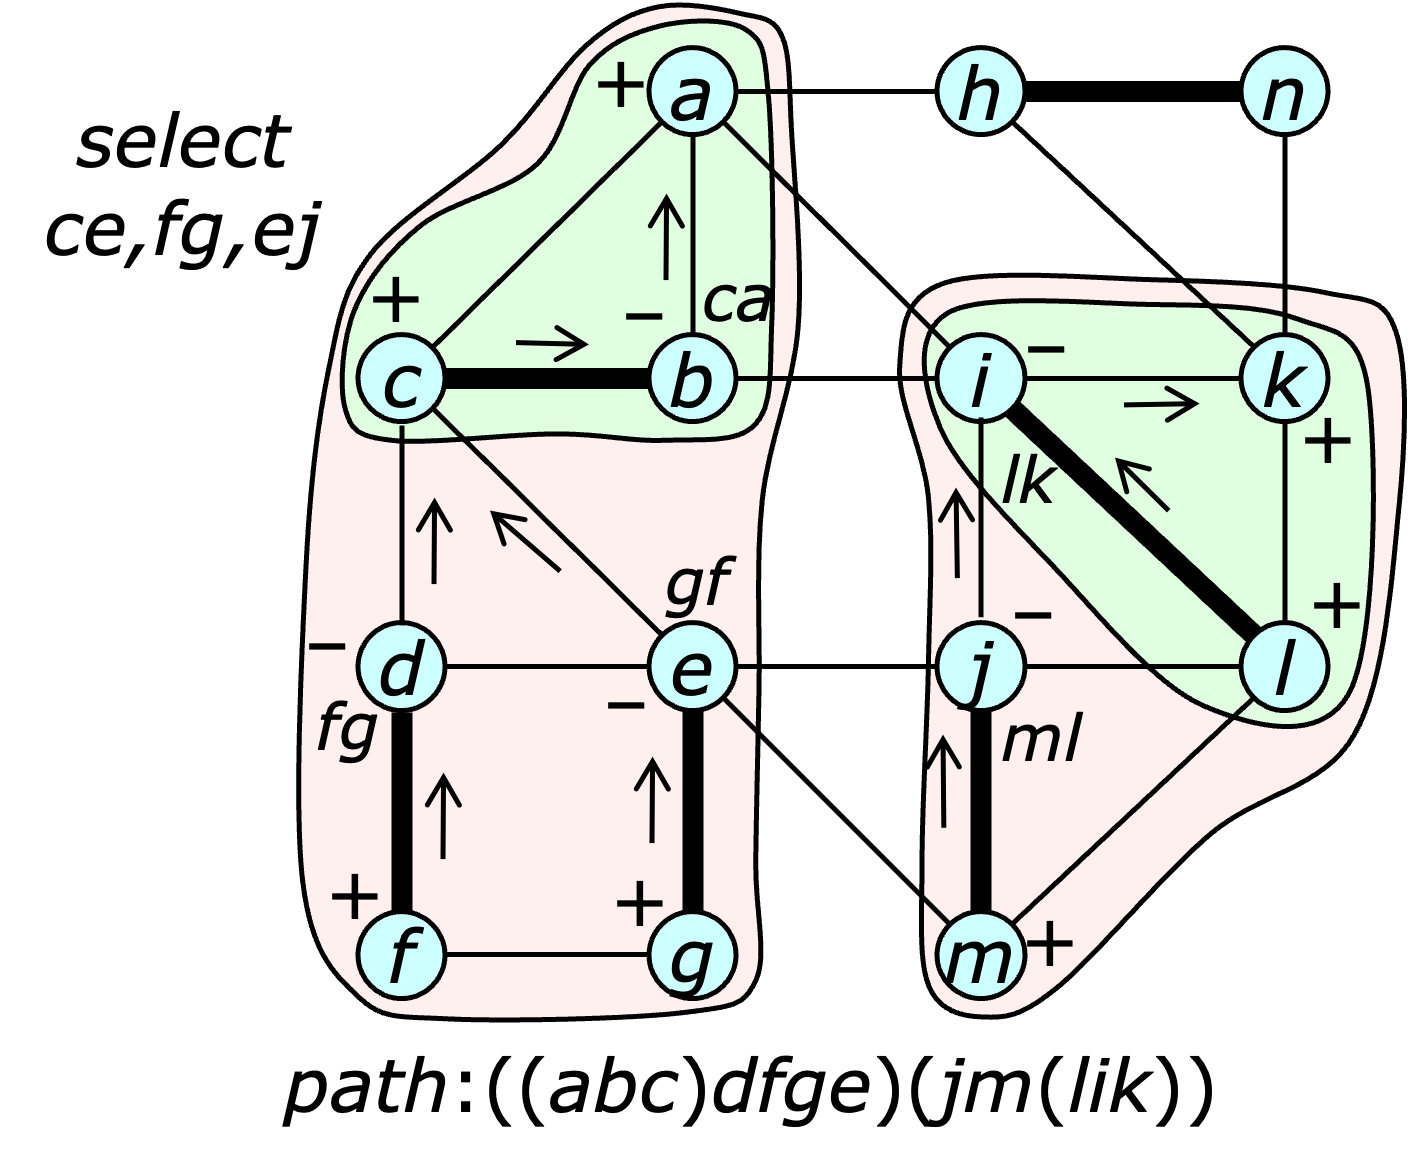 select
ce,fg,ej
+ a h n
+ − ca
c b i − k
+
lk
gf
− d e j − l +
fg − ml
+ +
f g m +
path:((abc)dfge)(jm(lik))